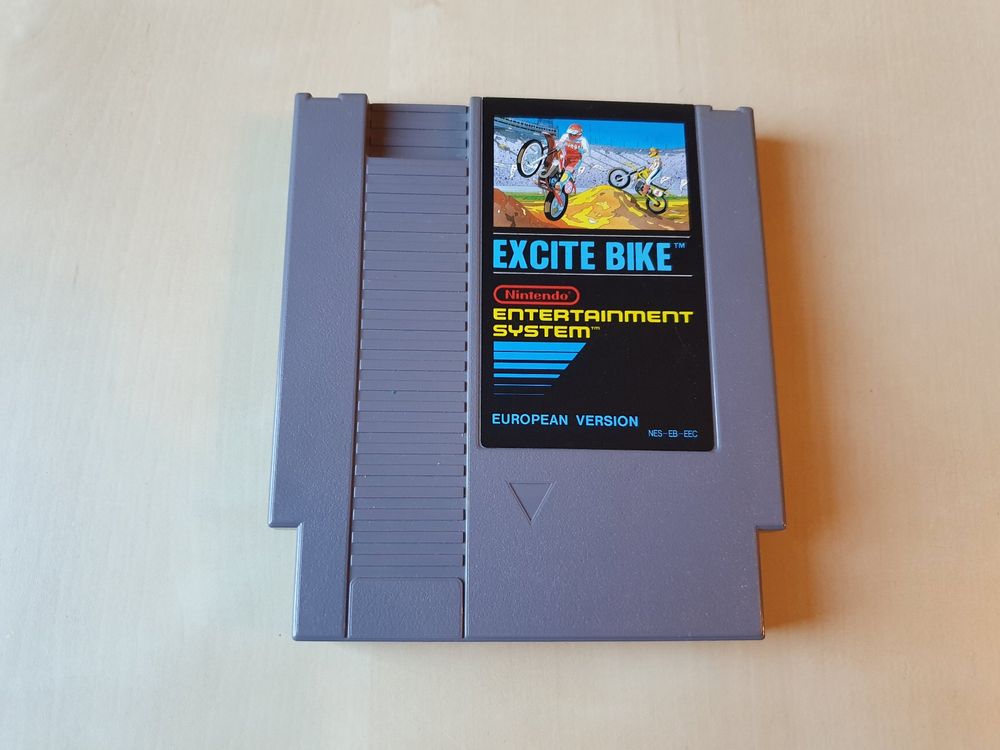 EXCITE BIKE™
Nintendo®
ENTERTAINMENT
SYSTEM™
EUROPEAN VERSION
NES-EB-EEC